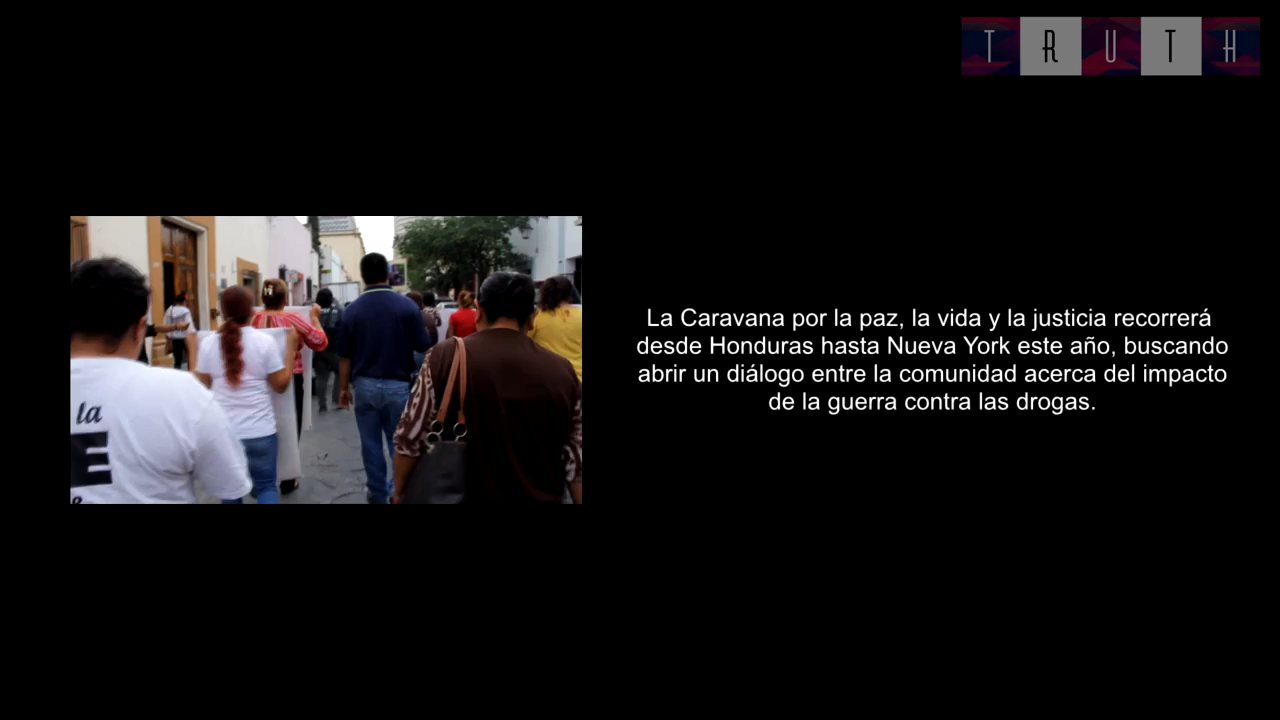 TRUTH
la
E
La Caravana por la paz, la vida y la justicia recorrerá
desde Honduras hasta Nueva York este año, buscando
abrir un diálogo entre la comunidad acerca del impacto
de la guerra contra las drogas.